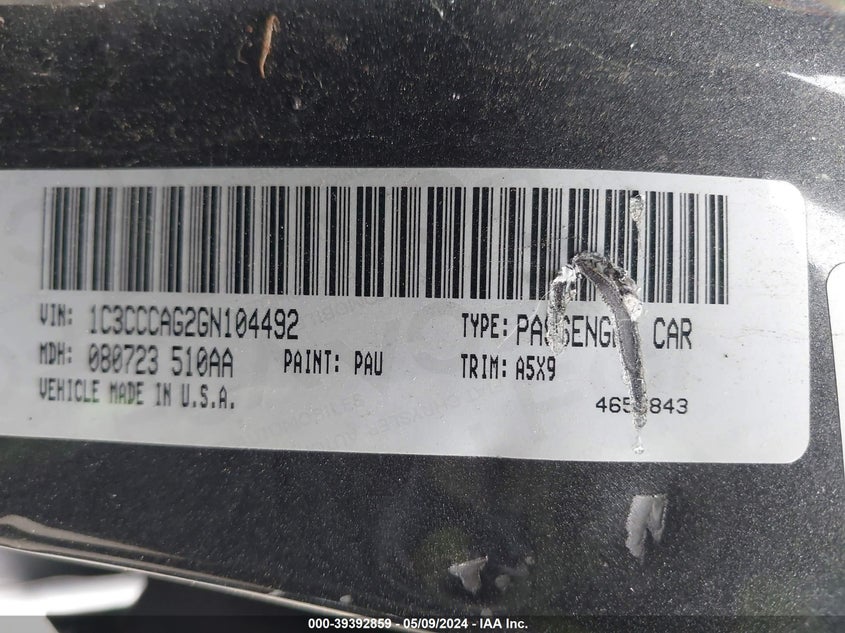 VIN: 1C3CCCAG2GN104492 TYPE: PASSENGER CAR
MDH: 080723 510AA PAINT: PAU TRIM: A5X9
VEHICLE MADE IN U.S.A.
000-39392859 - 05/09/2024 - IAA Inc.